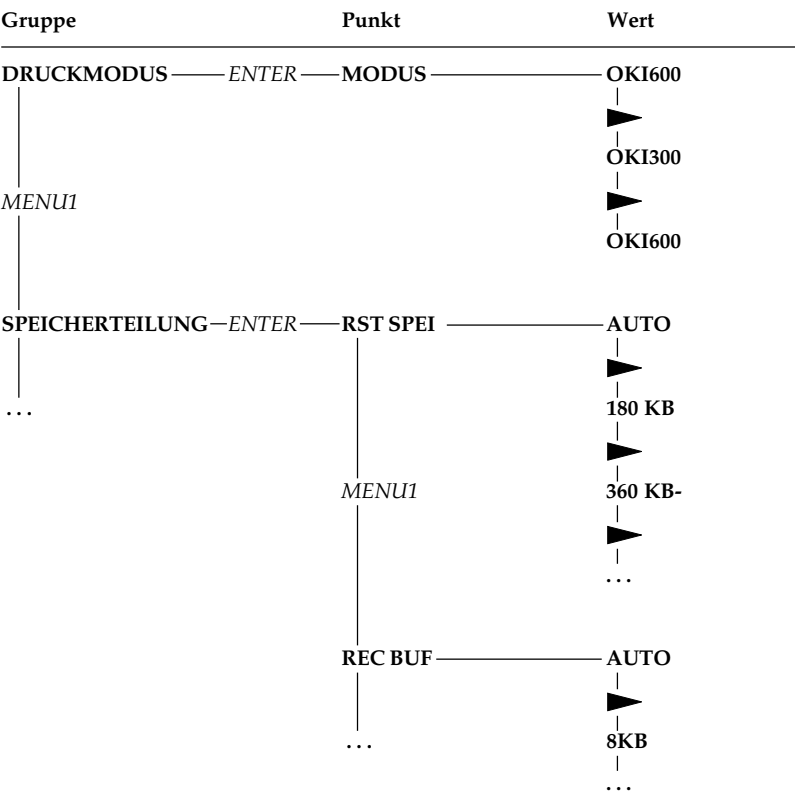 Gruppe Punkt Wert
DRUCKMODUS ENTER MODUS OKI600
OKI300
MENU1
OKI600
SPEICHERTEILUNG ENTER RST SPEI AUTO
... 180 KB
MENU1 360 KB-
...
REC BUF AUTO
... 8KB
...